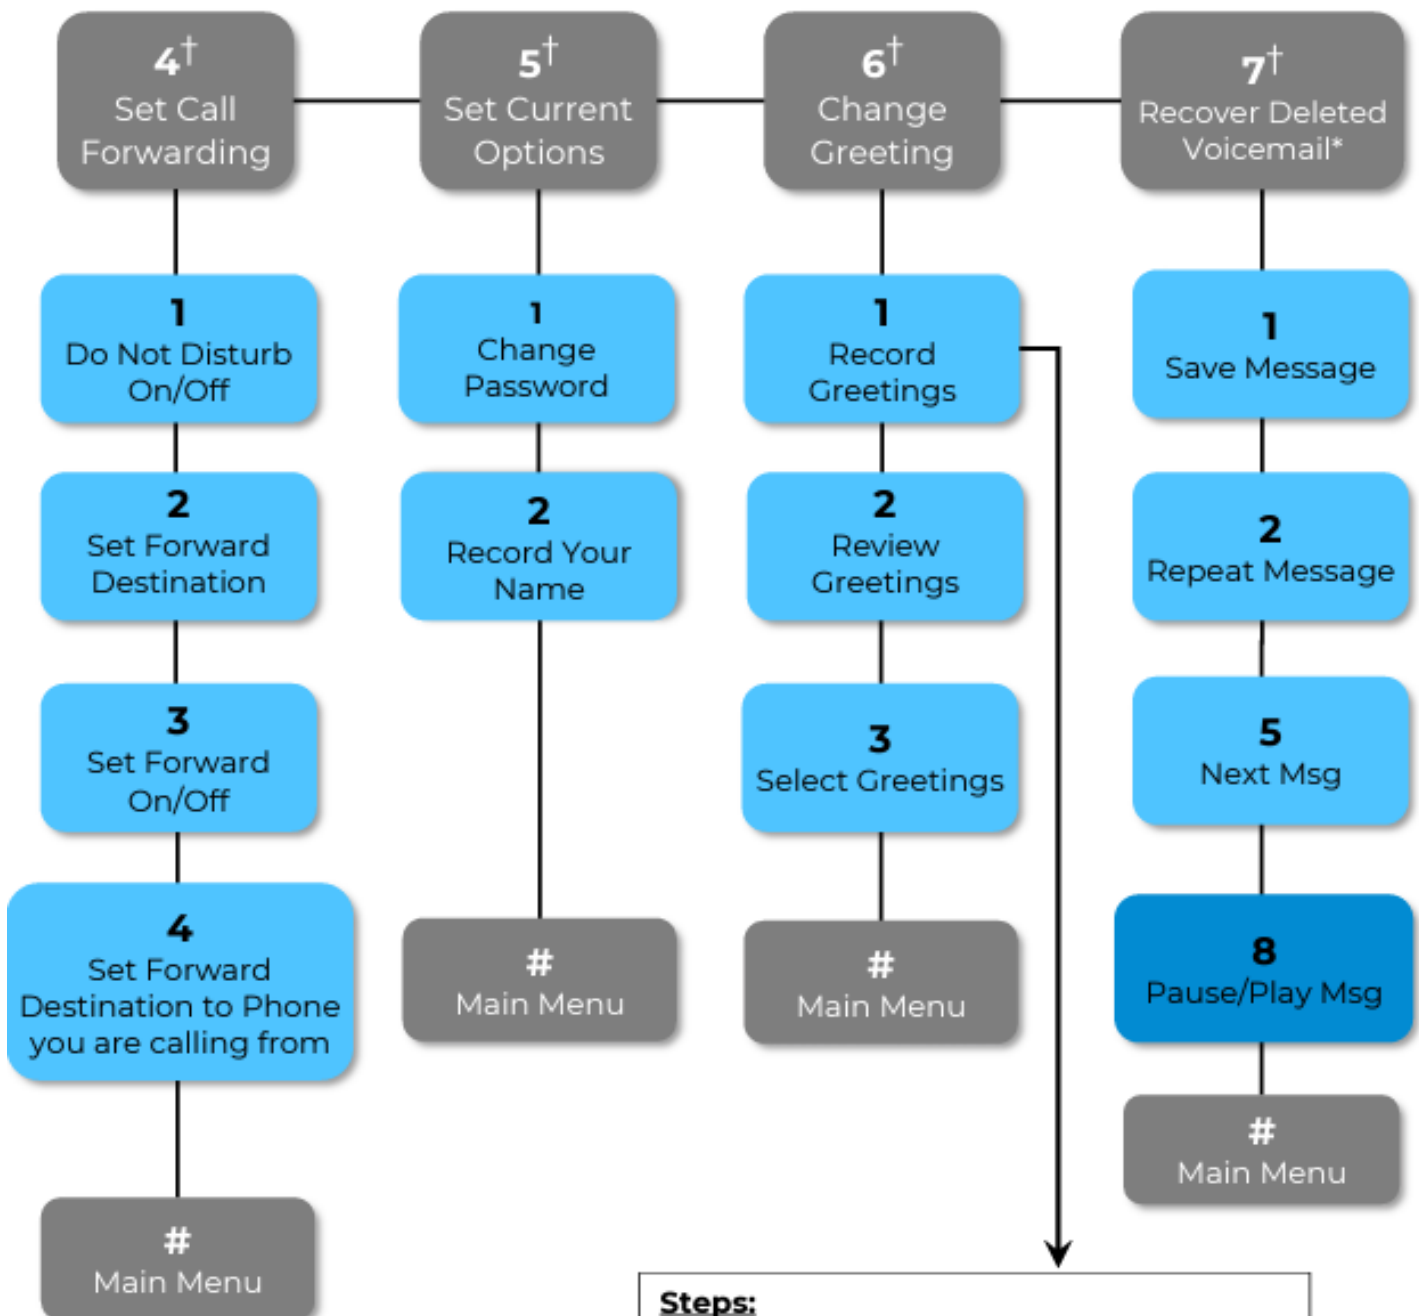 4†
Set Call
Forwarding
5†
Set Current
Options
6†
Change
Greeting
7†
Recover Deleted
Voicemail*
1
Do Not Disturb
On/Off
2
Set Forward
Destination
3
Set Forward
On/Off
4
Set Forward
Destination to Phone
you are calling from
#
Main Menu
1
Change
Password
2
Record Your
Name
#
Main Menu
1
Record
Greetings
2
Review
Greetings
3
Select Greetings
#
Main Menu
1
Save Message
2
Repeat Message
5
Next Msg
8
Pause/Play Msg
#
Main Menu
Steps: